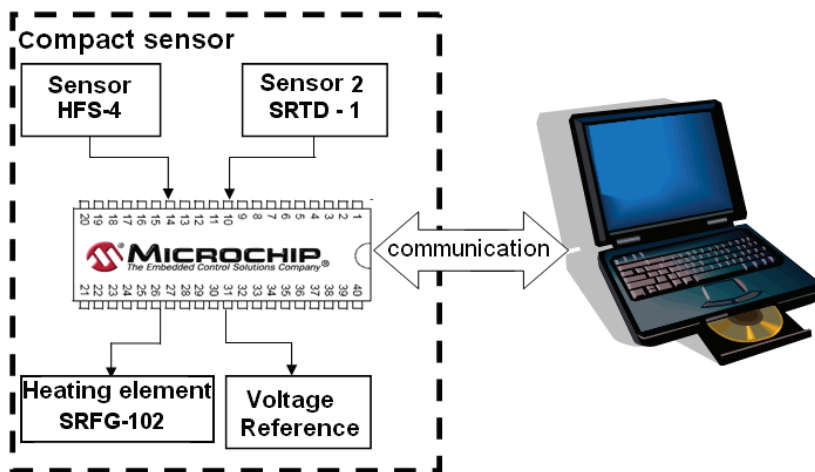 Compact sensor
Sensor
HFS-4
Sensor 2
SRTD - 1
20 19 18 17 16 15 14 13 12 11 10 9 8 7 6 5 4 3 2 1
MICROCHIP®
The Embedded Control Solutions Company®
21 22 23 24 25 26 27 28 29 30 31 32 33 34 35 36 37 38 39 40
communication
Heating element
SRFG-102
Voltage
Reference